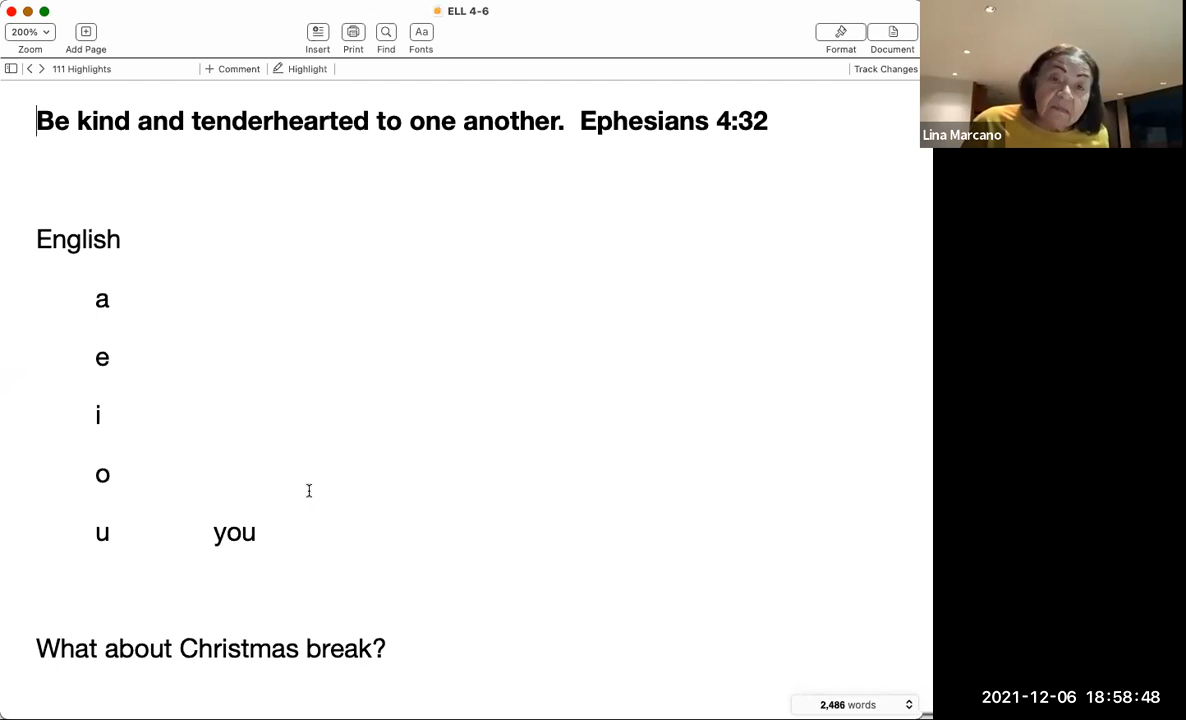 ELL 4-6
200%
Zoom
Add Page
Insert
Print
Find
Aa
Fonts
Format
Document
111 Highlights
+ Comment
Highlight
Track Changes
Be kind and tenderhearted to one another. Ephesians 4:32
Lina Marcano
English
a
e
i
o
u you
What about Christmas break?
2,486 words
2021-12-06 18:58:48